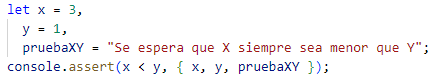 let x = 3,
y = 1,
pruebaXY = "Se espera que X siempre sea menor que Y";
console.assert(x < y, { x, y, pruebaXY });